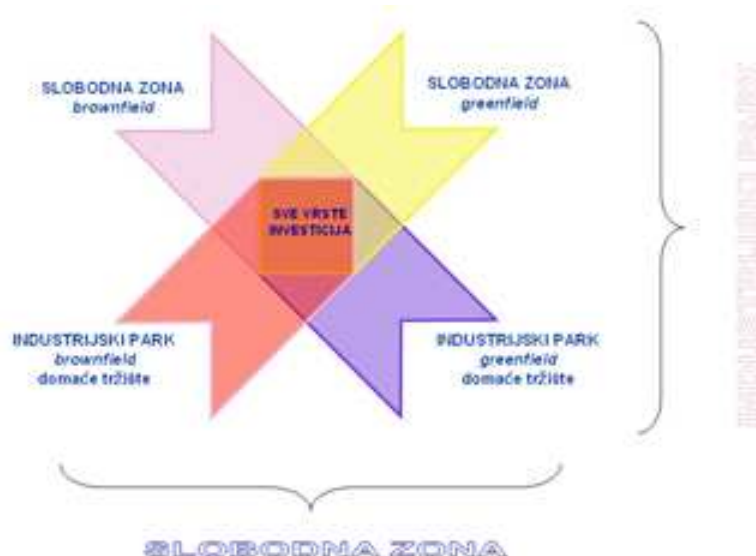 SLOBODNA ZONA
brownfield
SLOBODNA ZONA
greenfield
SVE VRSTE
INVESTICIJA
INDUSTRIJSKI PARK
brownfield
domaće tržište
INDUSTRIJSKI PARK
greenfield
domaće tržište
SLOBODNA ZONA